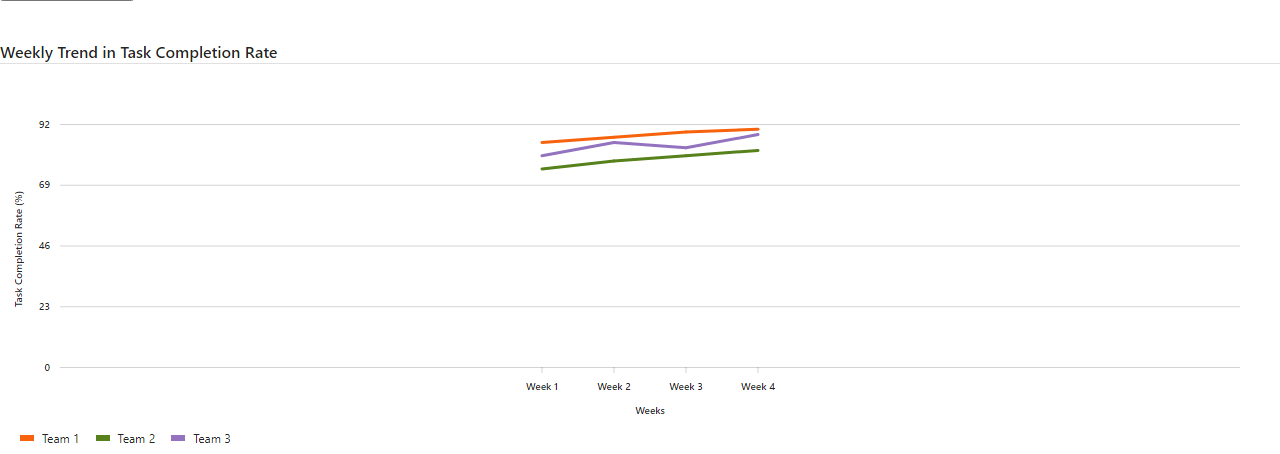 Weekly Trend in Task Completion Rate
92
69
46
23
0
Task Completion Rate (%)
Week 1 Week 2 Week 3 Week 4
Weeks
Team 1 Team 2 Team 3